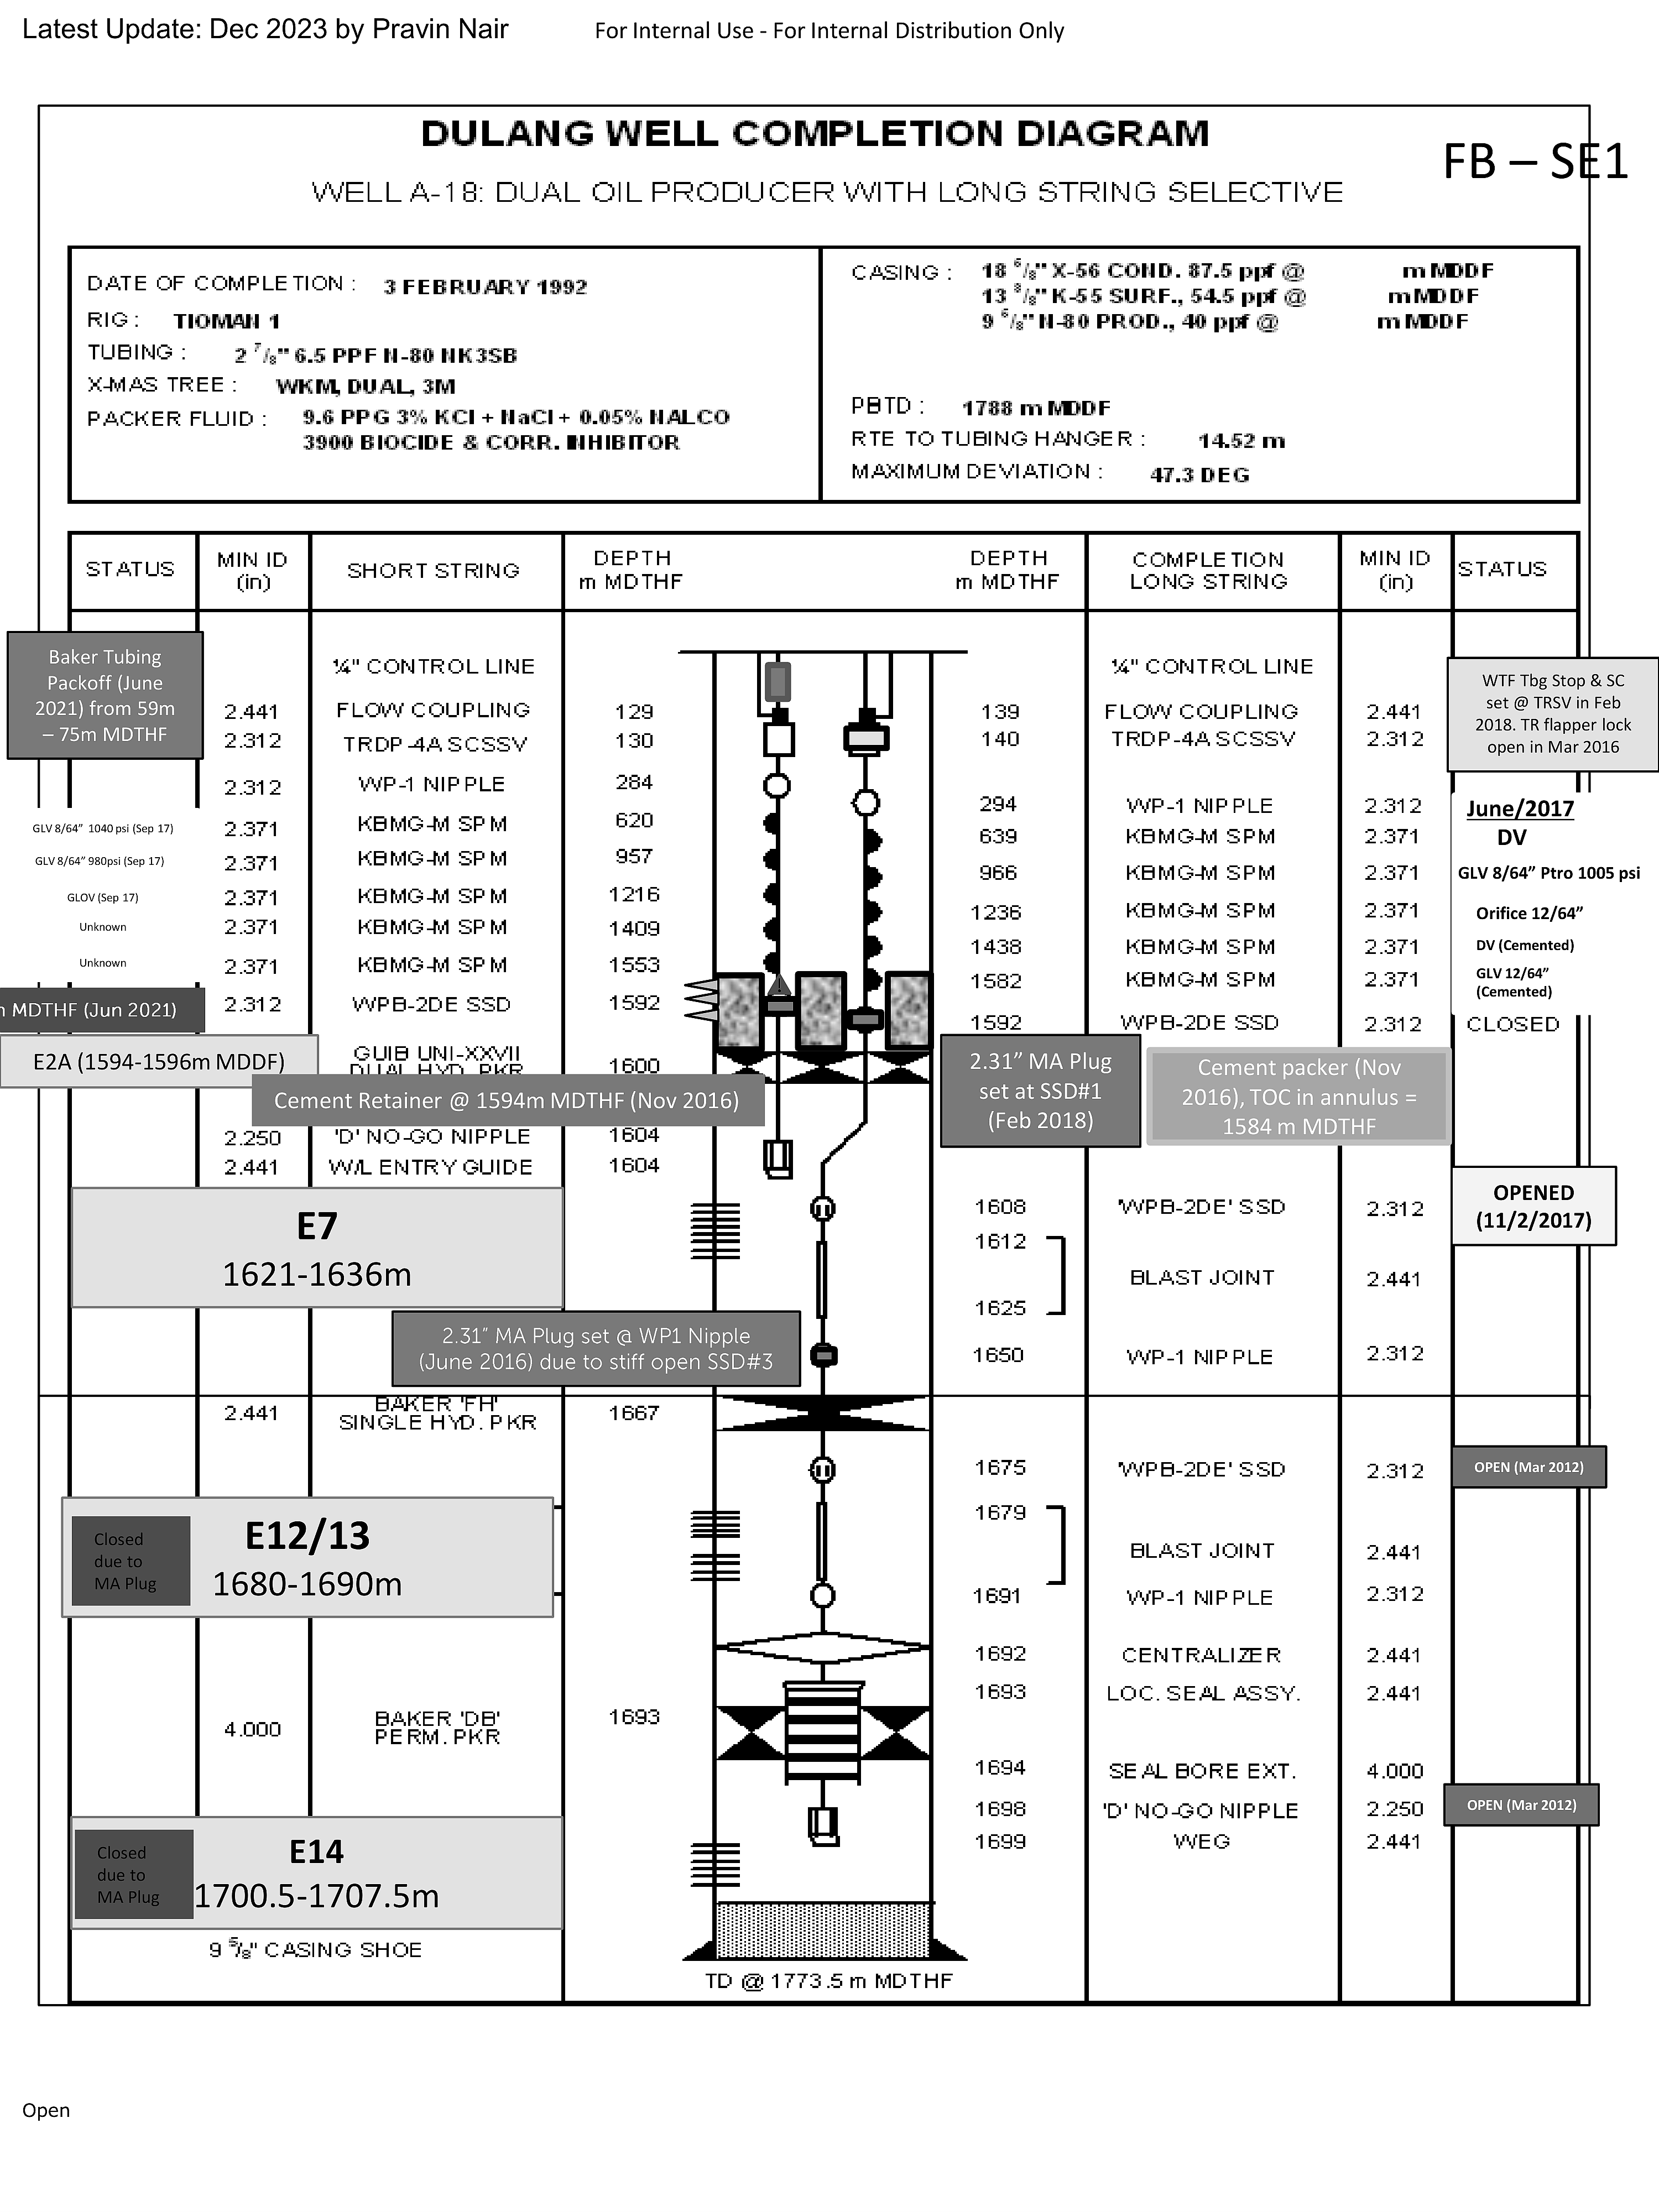 Latest Update: Dec 2023 by Pravin Nair
For Internal Use - For Internal Distribution Only
DULANG WELL COMPLETION DIAGRAM
FB – SE1
WELL A-18: DUAL OIL PRODUCER WITH LONG STRING SELECTIVE
DATE OF COMPLETION : 3 FEBRUARY 1992
RIG : TIOMAN 1
TUBING : 2 7/8" 6.5 PPF N-80 NK3SB
X-MAS TREE : WKM, DUAL, 3M
PACKER FLUID : 9.6 PPG 3% KCl + NaCl + 0.05% NALCO
3900 BIOCIDE & CORR. INHIBITOR
CASING : 18 5/8" X-56 COND. 87.5 ppf @ m MDDF
13 3/8" K-55 SURF., 54.5 ppf @ m MDDF
9 5/8" N-80 PROD., 40 ppf @ m MDDF
PBTD : 1788 m MDDF
RTE TO TUBING HANGER : 14.52 m
MAXIMUM DEVIATION : 47.3 DEG
STATUS MIN ID (in) SHORT STRING DEPTH m MDTHF DEPTH m MDTHF COMPLETION LONG STRING MIN ID (in) STATUS
Baker Tubing
Packoff (June
2021) from 59m
– 75m MDTHF
¼" CONTROL LINE
¼" CONTROL LINE
WTF Tbg Stop & SC
set @ TRSV in Feb
2018. TR flapper lock
open in Mar 2016
2.441 FLOW COUPLING 129
139 FLOW COUPLING 2.441
2.312 TRDP-4A SCSSV 130
140 TRDP-4A SCSSV 2.312
2.312 WP-1 NIPPLE 284
294 WP-1 NIPPLE 2.312
June/2017
GLV 8/64” 1040 psi (Sep 17) 2.371 KBMG-M SPM 620
639 KBMG-M SPM 2.371 DV
GLV 8/64” 980psi (Sep 17) 2.371 KBMG-M SPM 957
966 KBMG-M SPM 2.371 GLV 8/64” Ptro 1005 psi
GLOV (Sep 17) 2.371 KBMG-M SPM 1216
1236 KBMG-M SPM 2.371 Orifice 12/64”
Unknown 2.371 KBMG-M SPM 1409
1438 KBMG-M SPM 2.371 DV (Cemented)
Unknown 2.371 KBMG-M SPM 1553
1582 KBMG-M SPM 2.371 GLV 12/64”
(Cemented)
MDTHF (Jun 2021) 2.312 WPB-2DE SSD 1592
1592 WPB-2DE SSD 2.312 CLOSED
E2A (1594-1596m MDDF)
GUIB UNI-XXVII
DUAL HYD. PKR 1600
Cement Retainer @ 1594m MDTHF (Nov 2016)
2.31” MA Plug
set at SSD#1
(Feb 2018)
Cement packer (Nov
2016), TOC in annulus =
1584 m MDTHF
2.250 'D' NO-GO NIPPLE 1604
2.441 W/L ENTRY GUIDE 1604
E7
1621-1636m
1608 'WPB-2DE' SSD 2.312
OPENED
(11/2/2017)
1612
BLAST JOINT 2.441
1625
2.31” MA Plug set @ WP1 Nipple
(June 2016) due to stiff open SSD#3
1650 WP-1 NIPPLE 2.312
2.441 BAKER 'FH'
SINGLE HYD. PKR 1667
1675 'WPB-2DE' SSD 2.312 OPEN (Mar 2012)
Closed
due to
MA Plug
E12/13
1680-1690m
1679
BLAST JOINT 2.441
1691 WP-1 NIPPLE 2.312
1692 CENTRALIZER 2.441
1693 LOC. SEAL ASSY. 2.441
4.000 BAKER 'DB'
PERM. PKR 1693
1694 SEAL BORE EXT. 4.000
1698 'D' NO-GO NIPPLE 2.250 OPEN (Mar 2012)
1699 WEG 2.441
Closed
due to
MA Plug
E14
1700.5-1707.5m
9 5/8" CASING SHOE
TD @ 1773.5 m MDTHF
Open